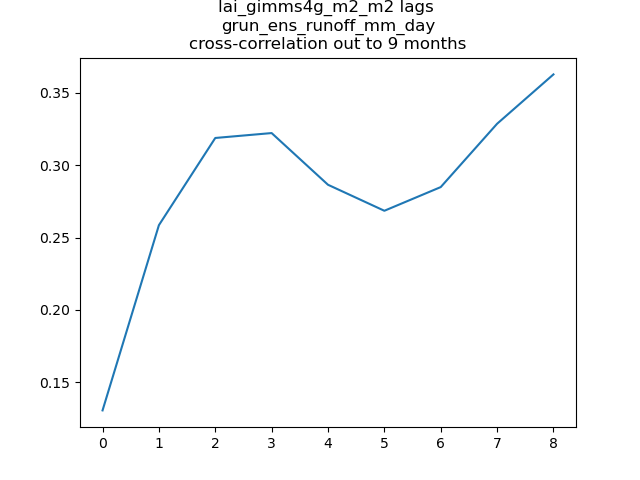 lai_gimms4g_m2_m2 lags
grun_ens_runoff_mm_day
cross-correlation out to 9 months
0.35
0.30
0.25
0.20
0.15
0 1 2 3 4 5 6 7 8